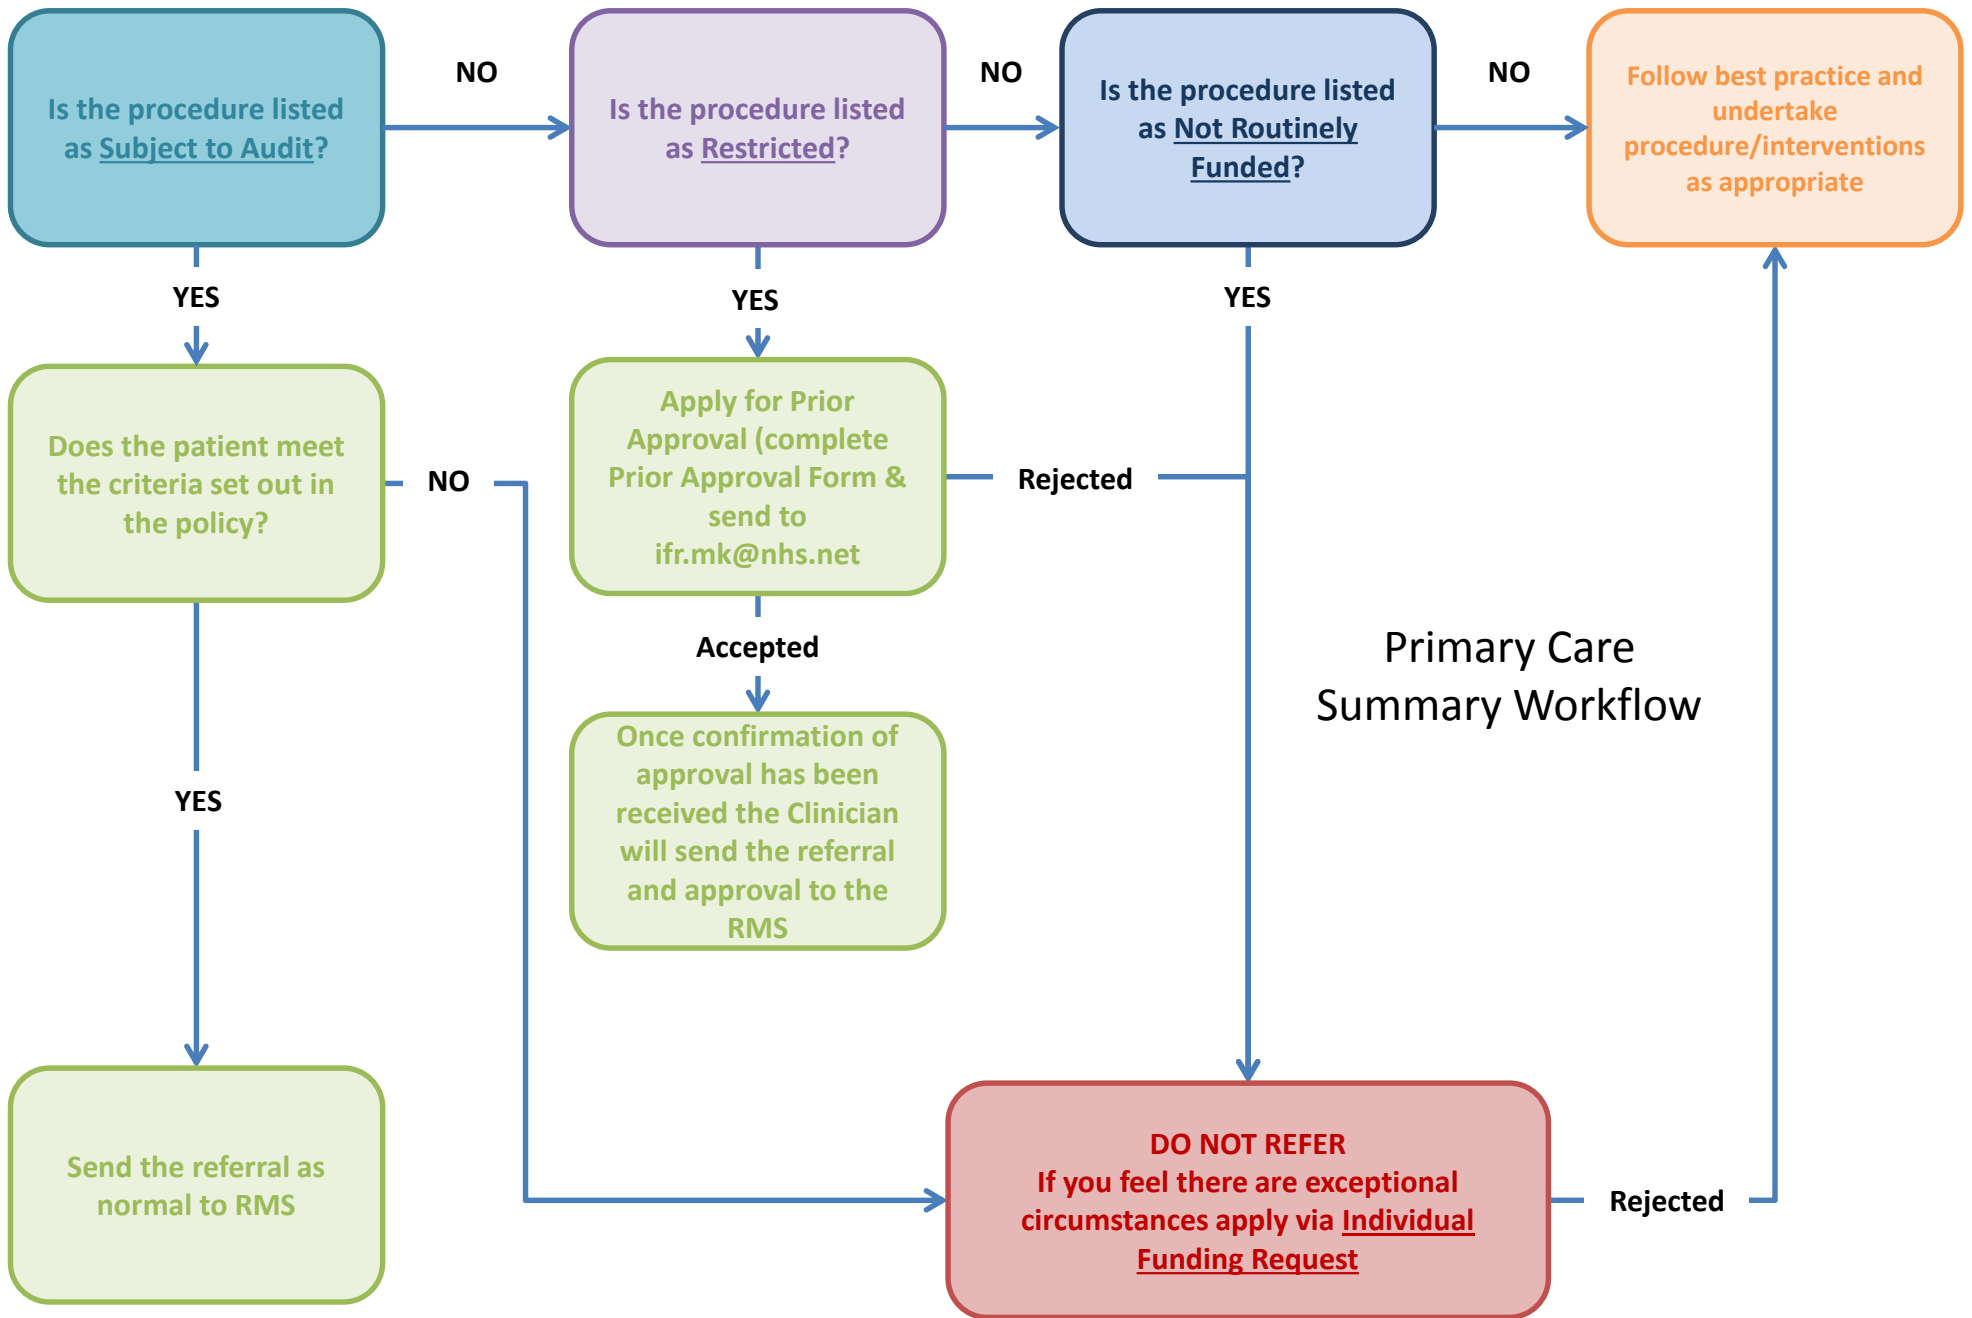 Is the procedure listed
as Subject to Audit?
NO
Is the procedure listed
as Restricted?
NO
Is the procedure listed
as Not Routinely
Funded?
NO
Follow best practice and
undertake
procedure/interventions
as appropriate
YES
YES
YES
Does the patient meet
the criteria set out in
the policy?
NO
Apply for Prior
Approval (complete
Prior Approval Form &
send to
ifr.mk@nhs.net
Rejected
Accepted
Primary Care
Summary Workflow
Once confirmation of
approval has been
received the Clinician
will send the referral
and approval to the
RMS
YES
Send the referral as
normal to RMS
DO NOT REFER
If you feel there are exceptional
circumstances apply via Individual
Funding Request
Rejected